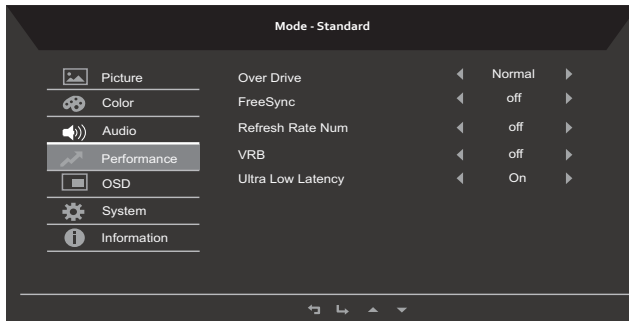 Mode - Standard
Picture
Color
Audio
Performance
OSD
System
Information
Over Drive Normal
FreeSync off
Refresh Rate Num off
VRB off
Ultra Low Latency On